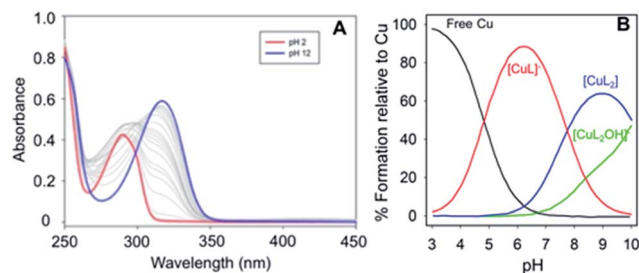 A
pH 2
pH 12
1.0
0.8
0.6
0.4
0.2
0
Absorbance
250 300 350 400 450
Wavelength (nm)
B
Free Cu
[CuL]-
[CuL2]
[CuL2OH]-
100
80
60
40
20
0
% Formation relative to Cu
3 4 5 6 7 8 9 10
pH